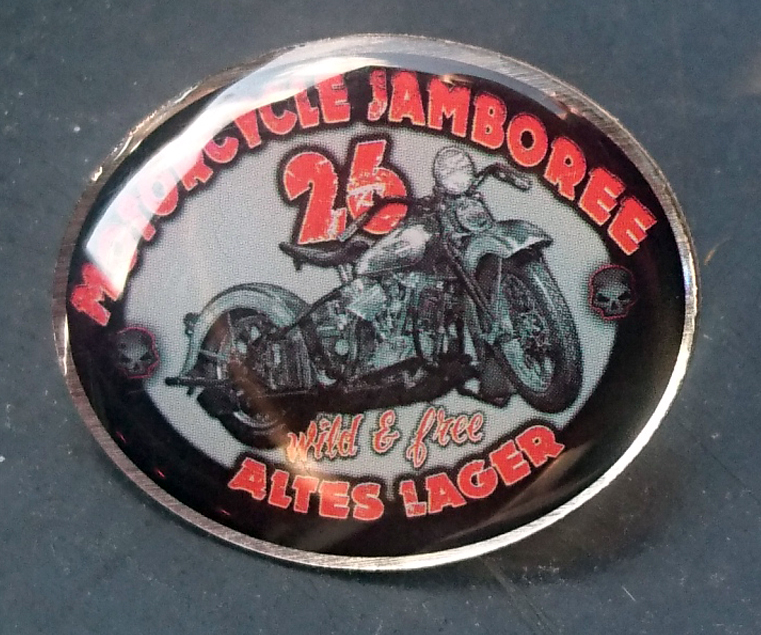 MOTORCYCLE JAMBOREE
26
wild & free
ALTES LAGER